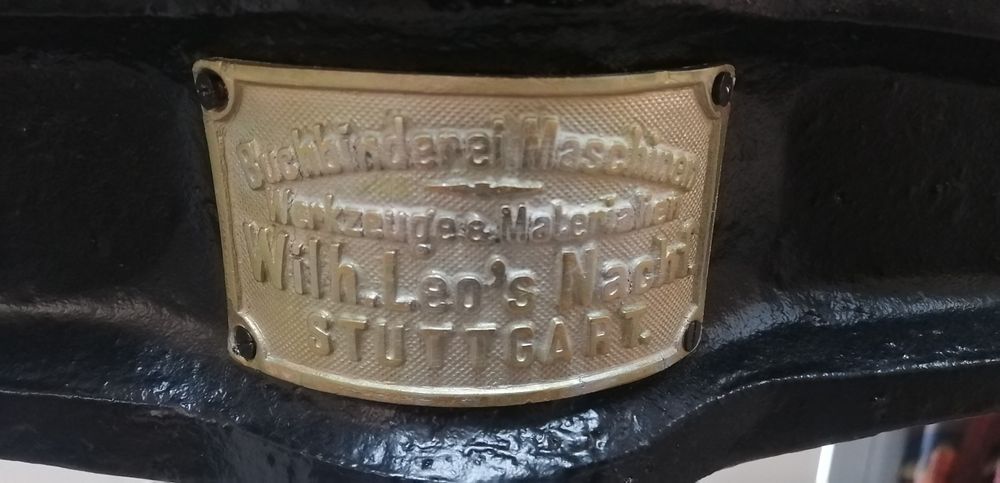 Buchbinderei Maschinen
Werkzeuge & Materialien
Wilh. Leo's Nachf.
STUTTGART.